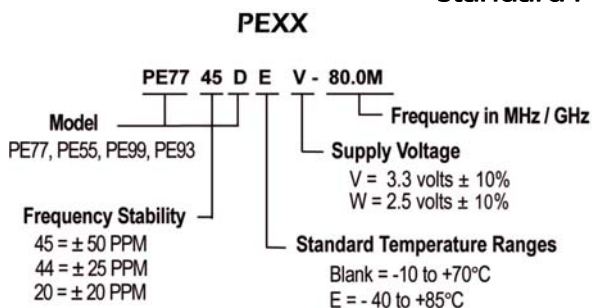 PEXX
PE77 45 D E V - 80.0M
Frequency in MHz / GHz
Model
PE77, PE55, PE99, PE93
Supply Voltage
V = 3.3 volts ± 10%
W = 2.5 volts ± 10%
Frequency Stability
45 = ± 50 PPM
44 = ± 25 PPM
20 = ± 20 PPM
Standard Temperature Ranges
Blank = -10 to +70°C
E = - 40 to +85°C